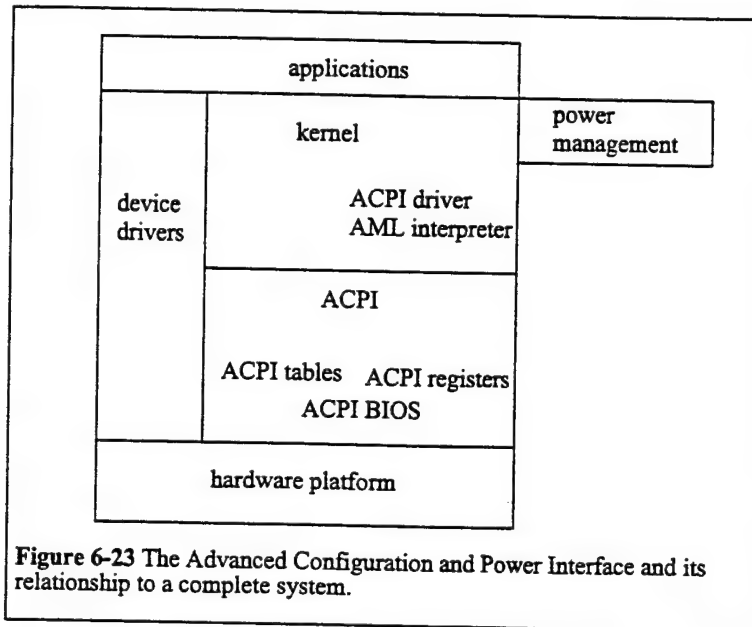 applications
kernel
power
management
device
drivers
ACPI driver
AML interpreter
ACPI
ACPI tables ACPI registers
ACPI BIOS
hardware platform
Figure 6-23 The Advanced Configuration and Power Interface and its
relationship to a complete system.